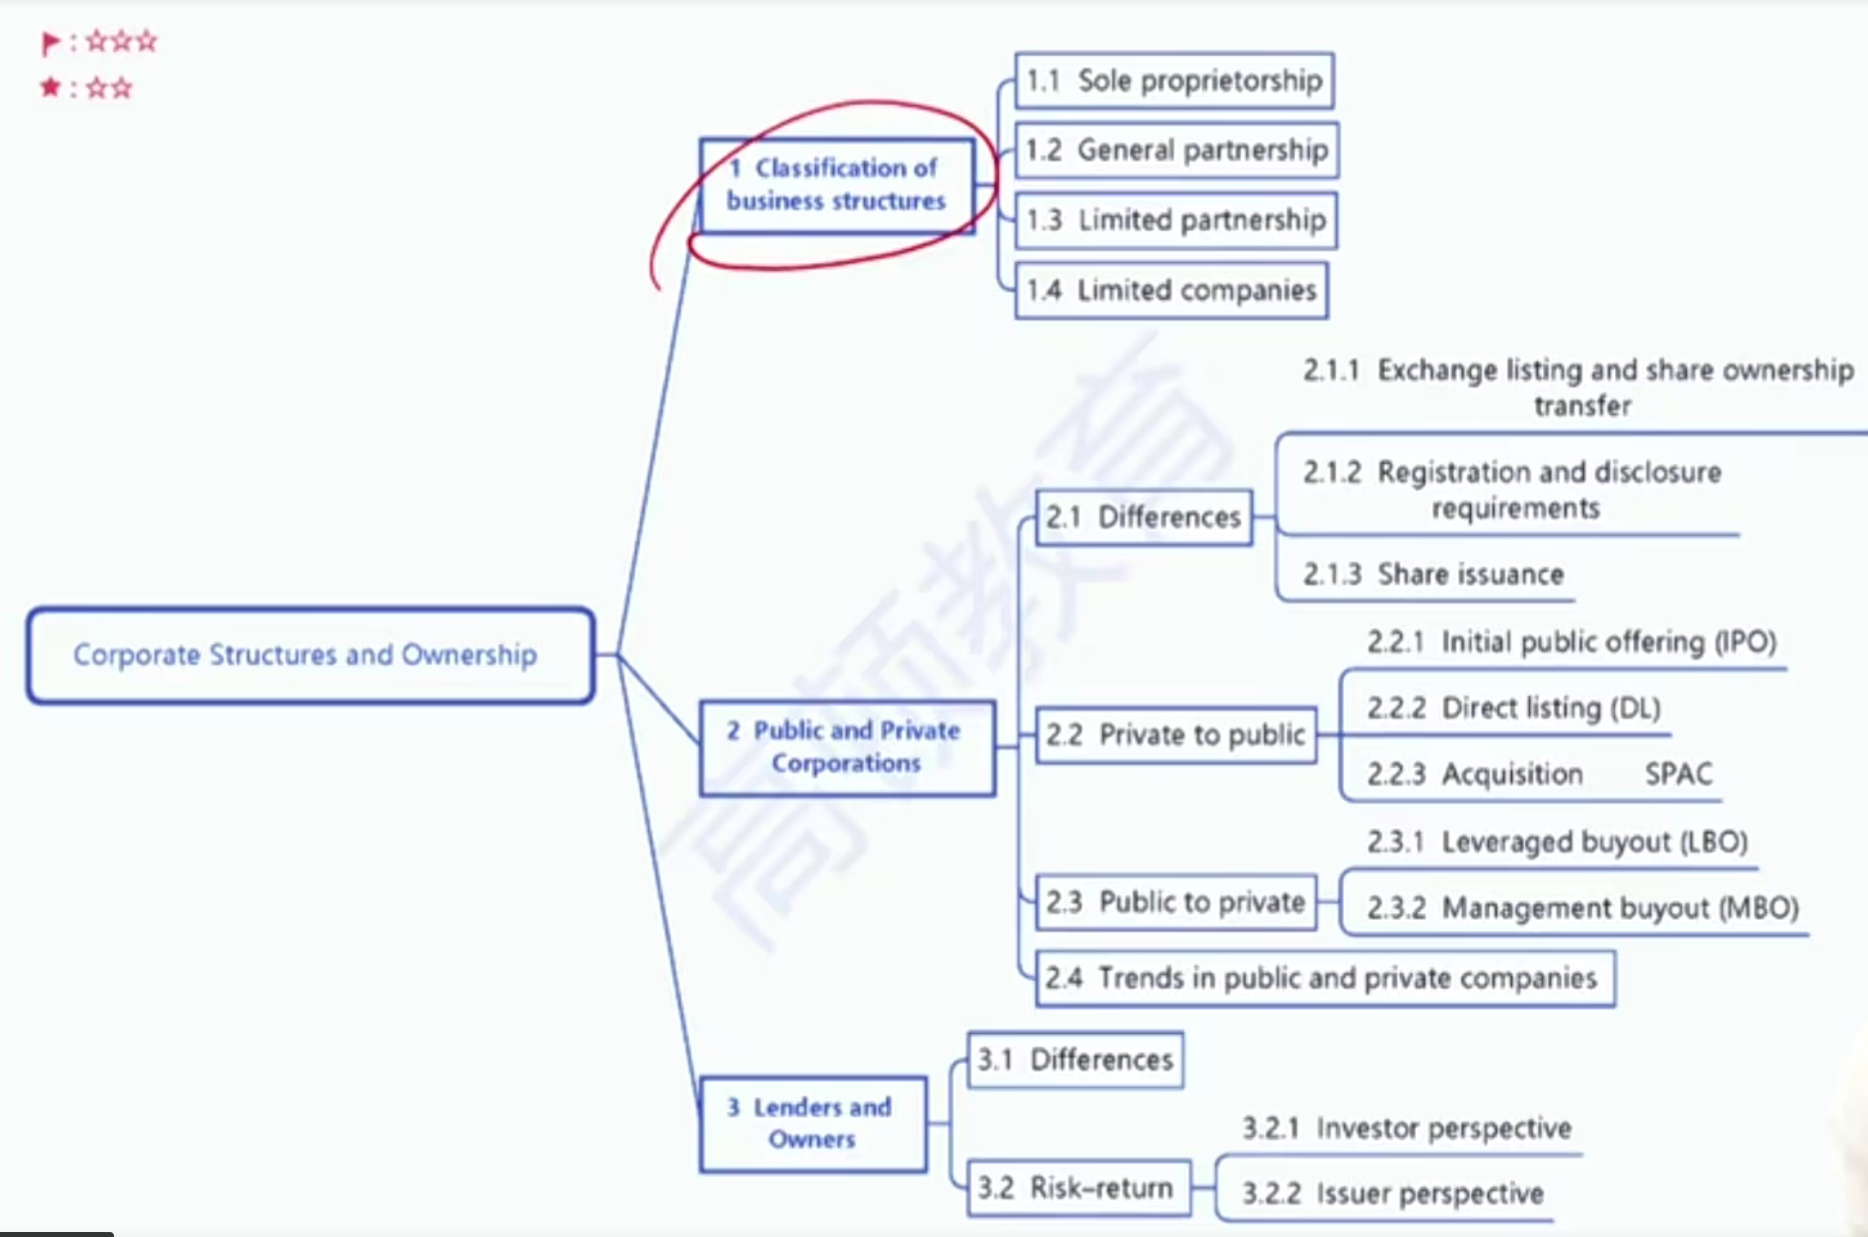 : ☆☆☆
★ : ☆☆
1 Classification of
business structures
1.1 Sole proprietorship
1.2 General partnership
1.3 Limited partnership
1.4 Limited companies
Corporate Structures and Ownership
2 Public and Private
Corporations
2.1 Differences
2.1.1 Exchange listing and share ownership
transfer
2.1.2 Registration and disclosure
requirements
2.1.3 Share issuance
2.2 Private to public
2.2.1 Initial public offering (IPO)
2.2.2 Direct listing (DL)
2.2.3 Acquisition SPAC
2.3 Public to private
2.3.1 Leveraged buyout (LBO)
2.3.2 Management buyout (MBO)
2.4 Trends in public and private companies
3 Lenders and
Owners
3.1 Differences
3.2 Risk–return
3.2.1 Investor perspective
3.2.2 Issuer perspective
高顿教育